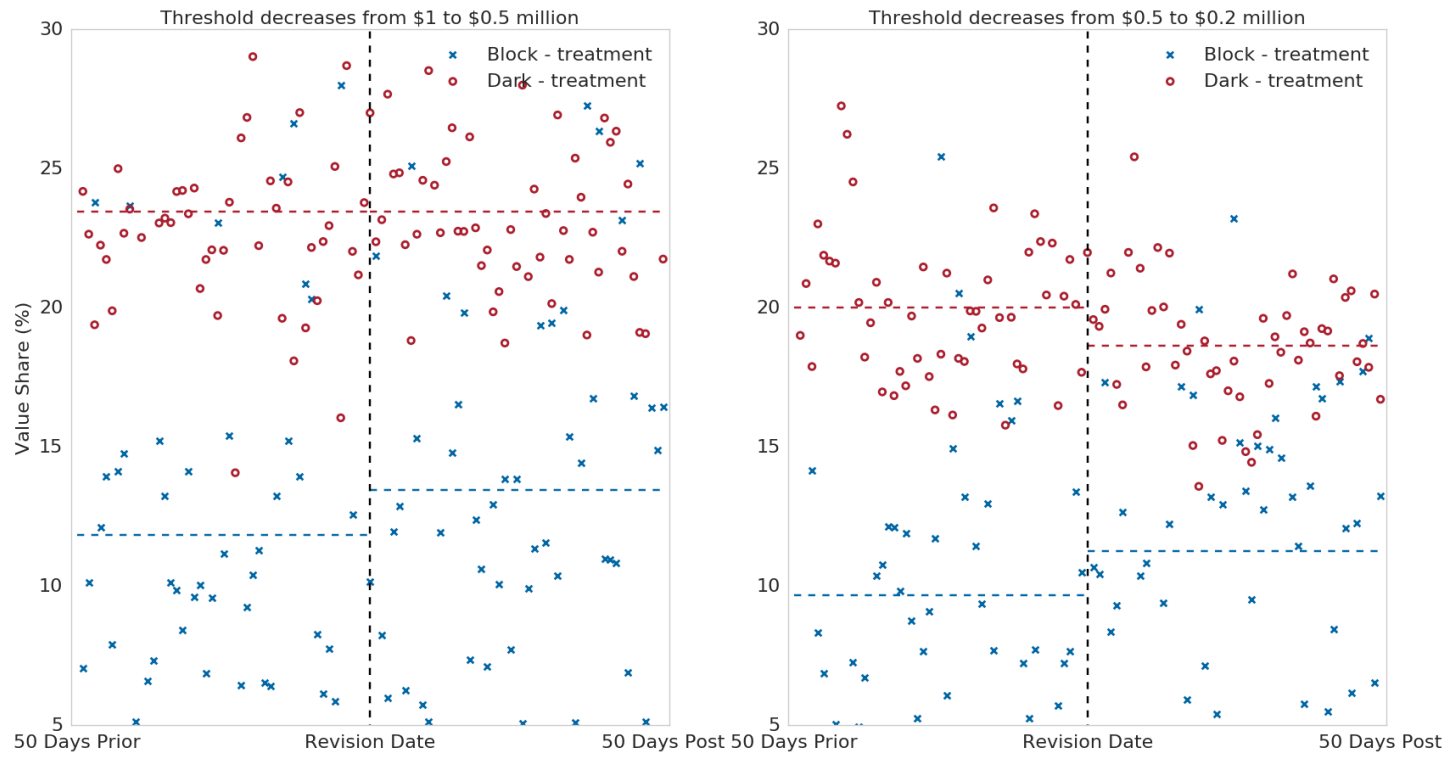 Threshold decreases from $1 to $0.5 million
30
25
20
15
10
5
Value Share (%)
Block - treatment
Dark - treatment
50 Days Prior
Revision Date
50 Days Post
Threshold decreases from $0.5 to $0.2 million
30
25
20
15
10
5
Block - treatment
Dark - treatment
50 Days Prior
Revision Date
50 Days Post